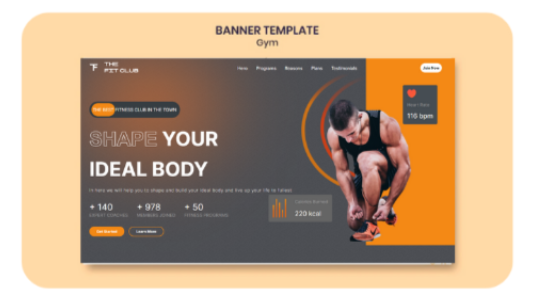 BANNER TEMPLATE
Gym
THE
FIT CLUB
Home Programs Reasons Plans Testimonials
Join Now
Heart Rate
116 bpm
THE BEST FITNESS CLUB IN THE TOWN
SHAPE YOUR
IDEAL BODY
In here we will help you to shape and build your ideal body and live up your life to fullest
+ 140 + 978 + 50
EXPERT COACHES MEMBERS JOINED FITNESS PROGRAMS
Calories Burned
220 kcal
Get Started Learn More